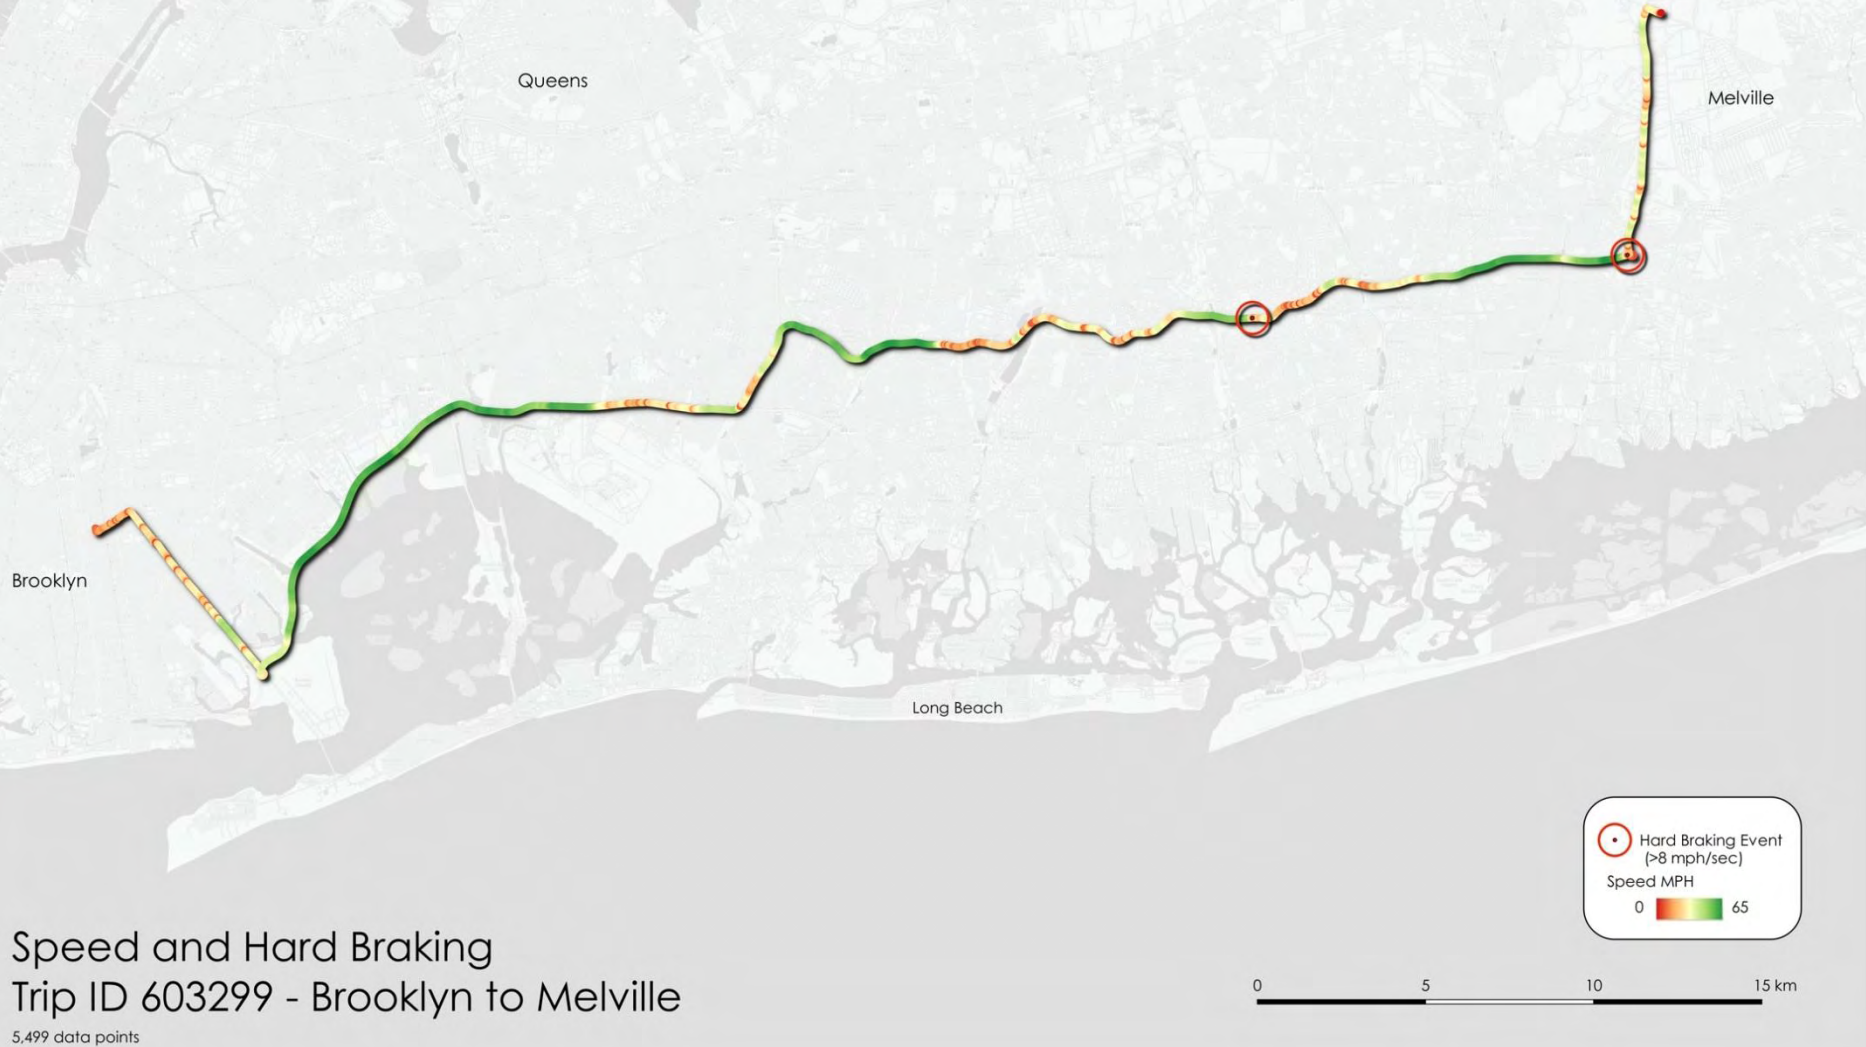 Queens
Melville
Brooklyn
Long Beach
Hard Braking Event
(>8 mph/sec)
Speed MPH
0 65
Speed and Hard Braking
Trip ID 603299 - Brooklyn to Melville
5,499 data points
0 5 10 15 km